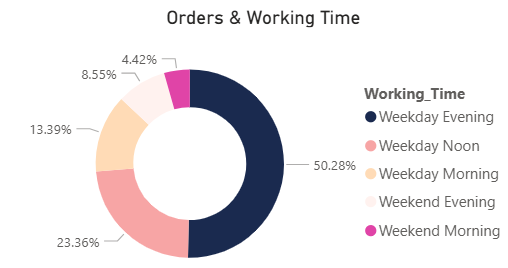 Orders & Working Time
4.42%
8.55%
13.39%
23.36%
50.28%
Working_Time
Weekday Evening
Weekday Noon
Weekday Morning
Weekend Evening
Weekend Morning